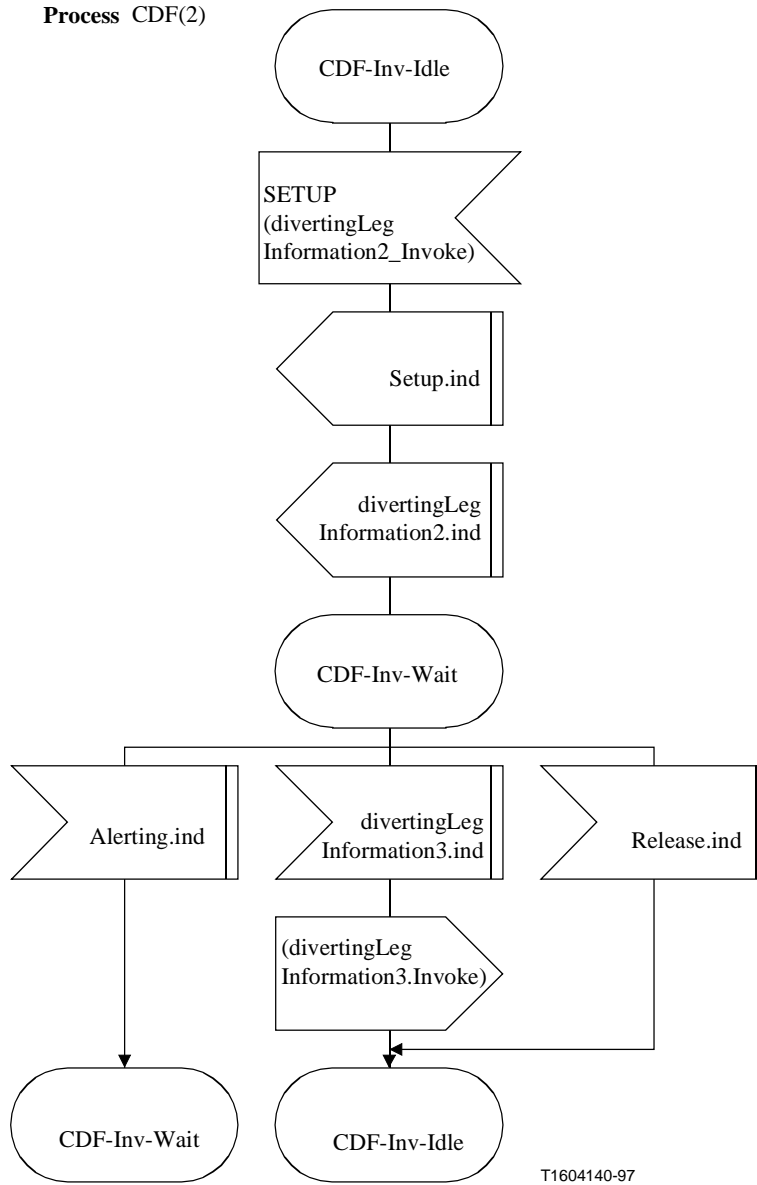 Process CDF(2)
CDF-Inv-Idle
SETUP
(divertingLeg
Information2_Invoke)
Setup.ind
divertingLeg
Information2.ind
CDF-Inv-Wait
Alerting.ind
divertingLeg
Information3.ind
Release.ind
(divertingLeg
Information3.Invoke)
CDF-Inv-Wait
CDF-Inv-Idle
T1604140-97